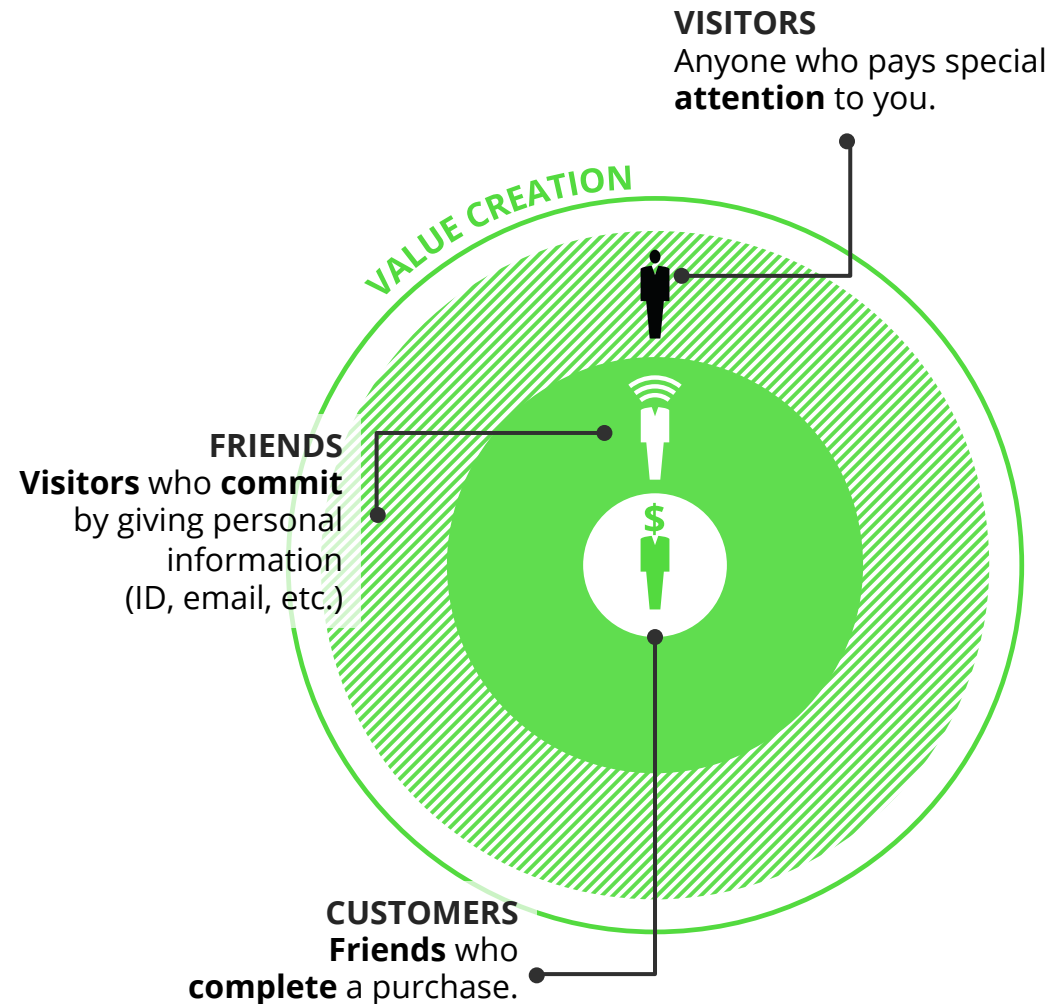 VISITORS
Anyone who pays special
attention to you.
VALUE CREATION
FRIENDS
Visitors who commit
by giving personal
information
(ID, email, etc.)
$
CUSTOMERS
Friends who
complete a purchase.